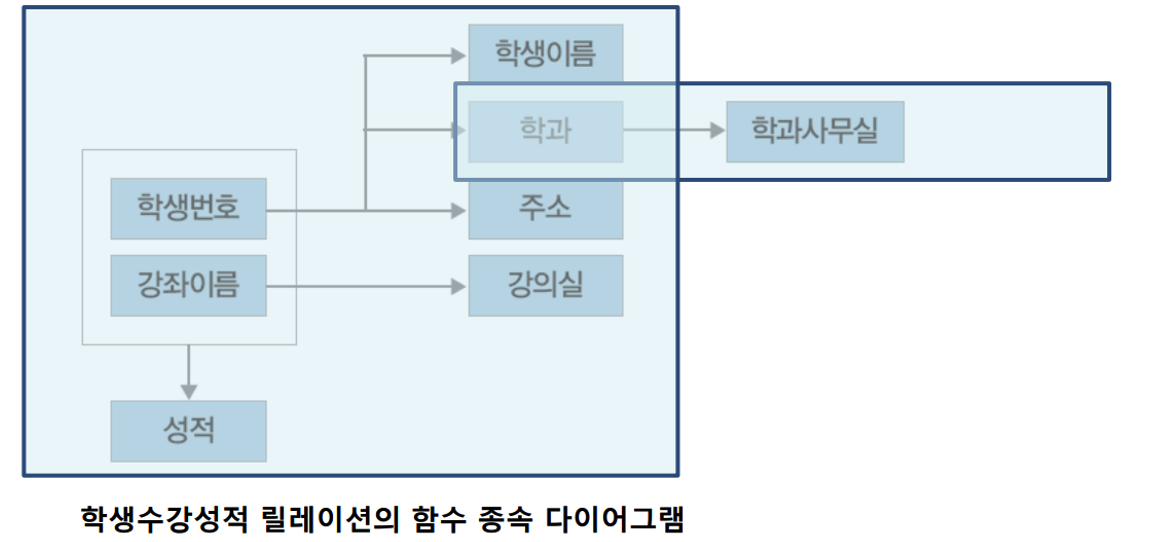 학생이름
학과
학과사무실
학생번호
주소
강좌이름
강의실
성적
학생수강성적 릴레이션의 함수 종속 다이어그램